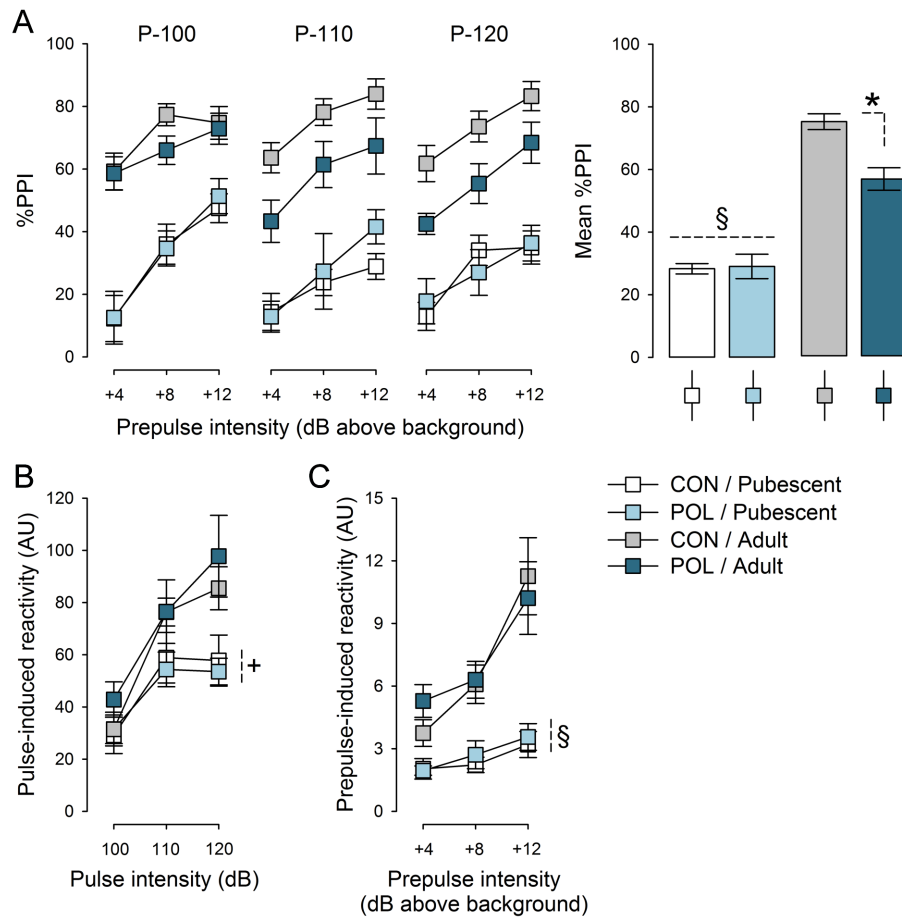 A
P-100 P-110 P-120
%PPI
100
80
60
40
20
0
+4 +8 +12 +4 +8 +12 +4 +8 +12
Prepulse intensity (dB above background)
Mean %PPI
100
80
60
40
20
0
§
*
B
Pulse-induced reactivity (AU)
120
100
80
60
40
20
0
+
100 110 120
Pulse intensity (dB)
C
Prepulse-induced reactivity (AU)
15
12
9
6
3
0
§
+4 +8 +12
Prepulse intensity
(dB above background)
CON / Pubescent
POL / Pubescent
CON / Adult
POL / Adult